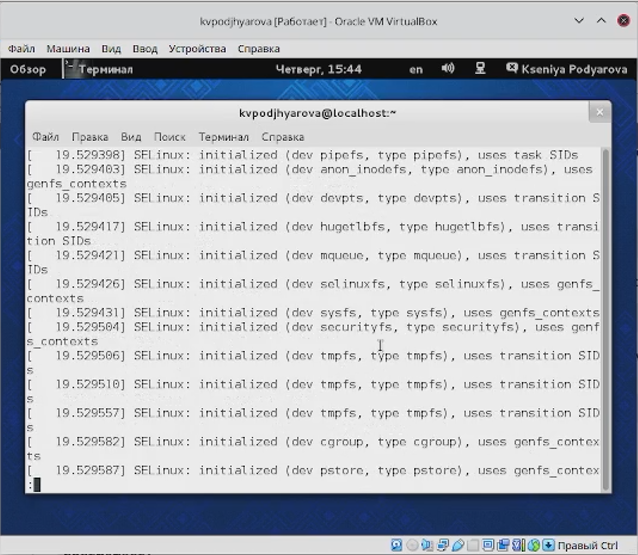 kvpodjhyarova [Работает] - Oracle VM VirtualBox
Файл Машина Вид Ввод Устройства Справка
Обзор Терминал Четверг, 15:44 en Kseniya Podyarova
kvpodjhyarova@localhost:~
Файл Правка Вид Поиск Терминал Справка
[   19.529398] SELinux: initialized (dev pipefs, type pipefs), uses task SIDs
[   19.529403] SELinux: initialized (dev anon_inodefs, type anon_inodefs), uses
genfs_contexts
[   19.529405] SELinux: initialized (dev devpts, type devpts), uses transition S
IDs
[   19.529417] SELinux: initialized (dev hugetlbfs, type hugetlbfs), uses transi
tion SIDs
[   19.529421] SELinux: initialized (dev mqueue, type mqueue), uses transition S
IDs
[   19.529426] SELinux: initialized (dev selinuxfs, type selinuxfs), uses genfs_
contexts
[   19.529431] SELinux: initialized (dev sysfs, type sysfs), uses genfs_contexts
[   19.529504] SELinux: initialized (dev securityfs, type securityfs), uses genf
s_contexts
[   19.529506] SELinux: initialized (dev tmpfs, type tmpfs), uses transition SID
s
[   19.529510] SELinux: initialized (dev tmpfs, type tmpfs), uses transition SID
s
[   19.529557] SELinux: initialized (dev tmpfs, type tmpfs), uses transition SID
s
[   19.529582] SELinux: initialized (dev cgroup, type cgroup), uses genfs_contex
ts
[   19.529587] SELinux: initialized (dev pstore, type pstore), uses genfs_contex
:
Правый Ctrl